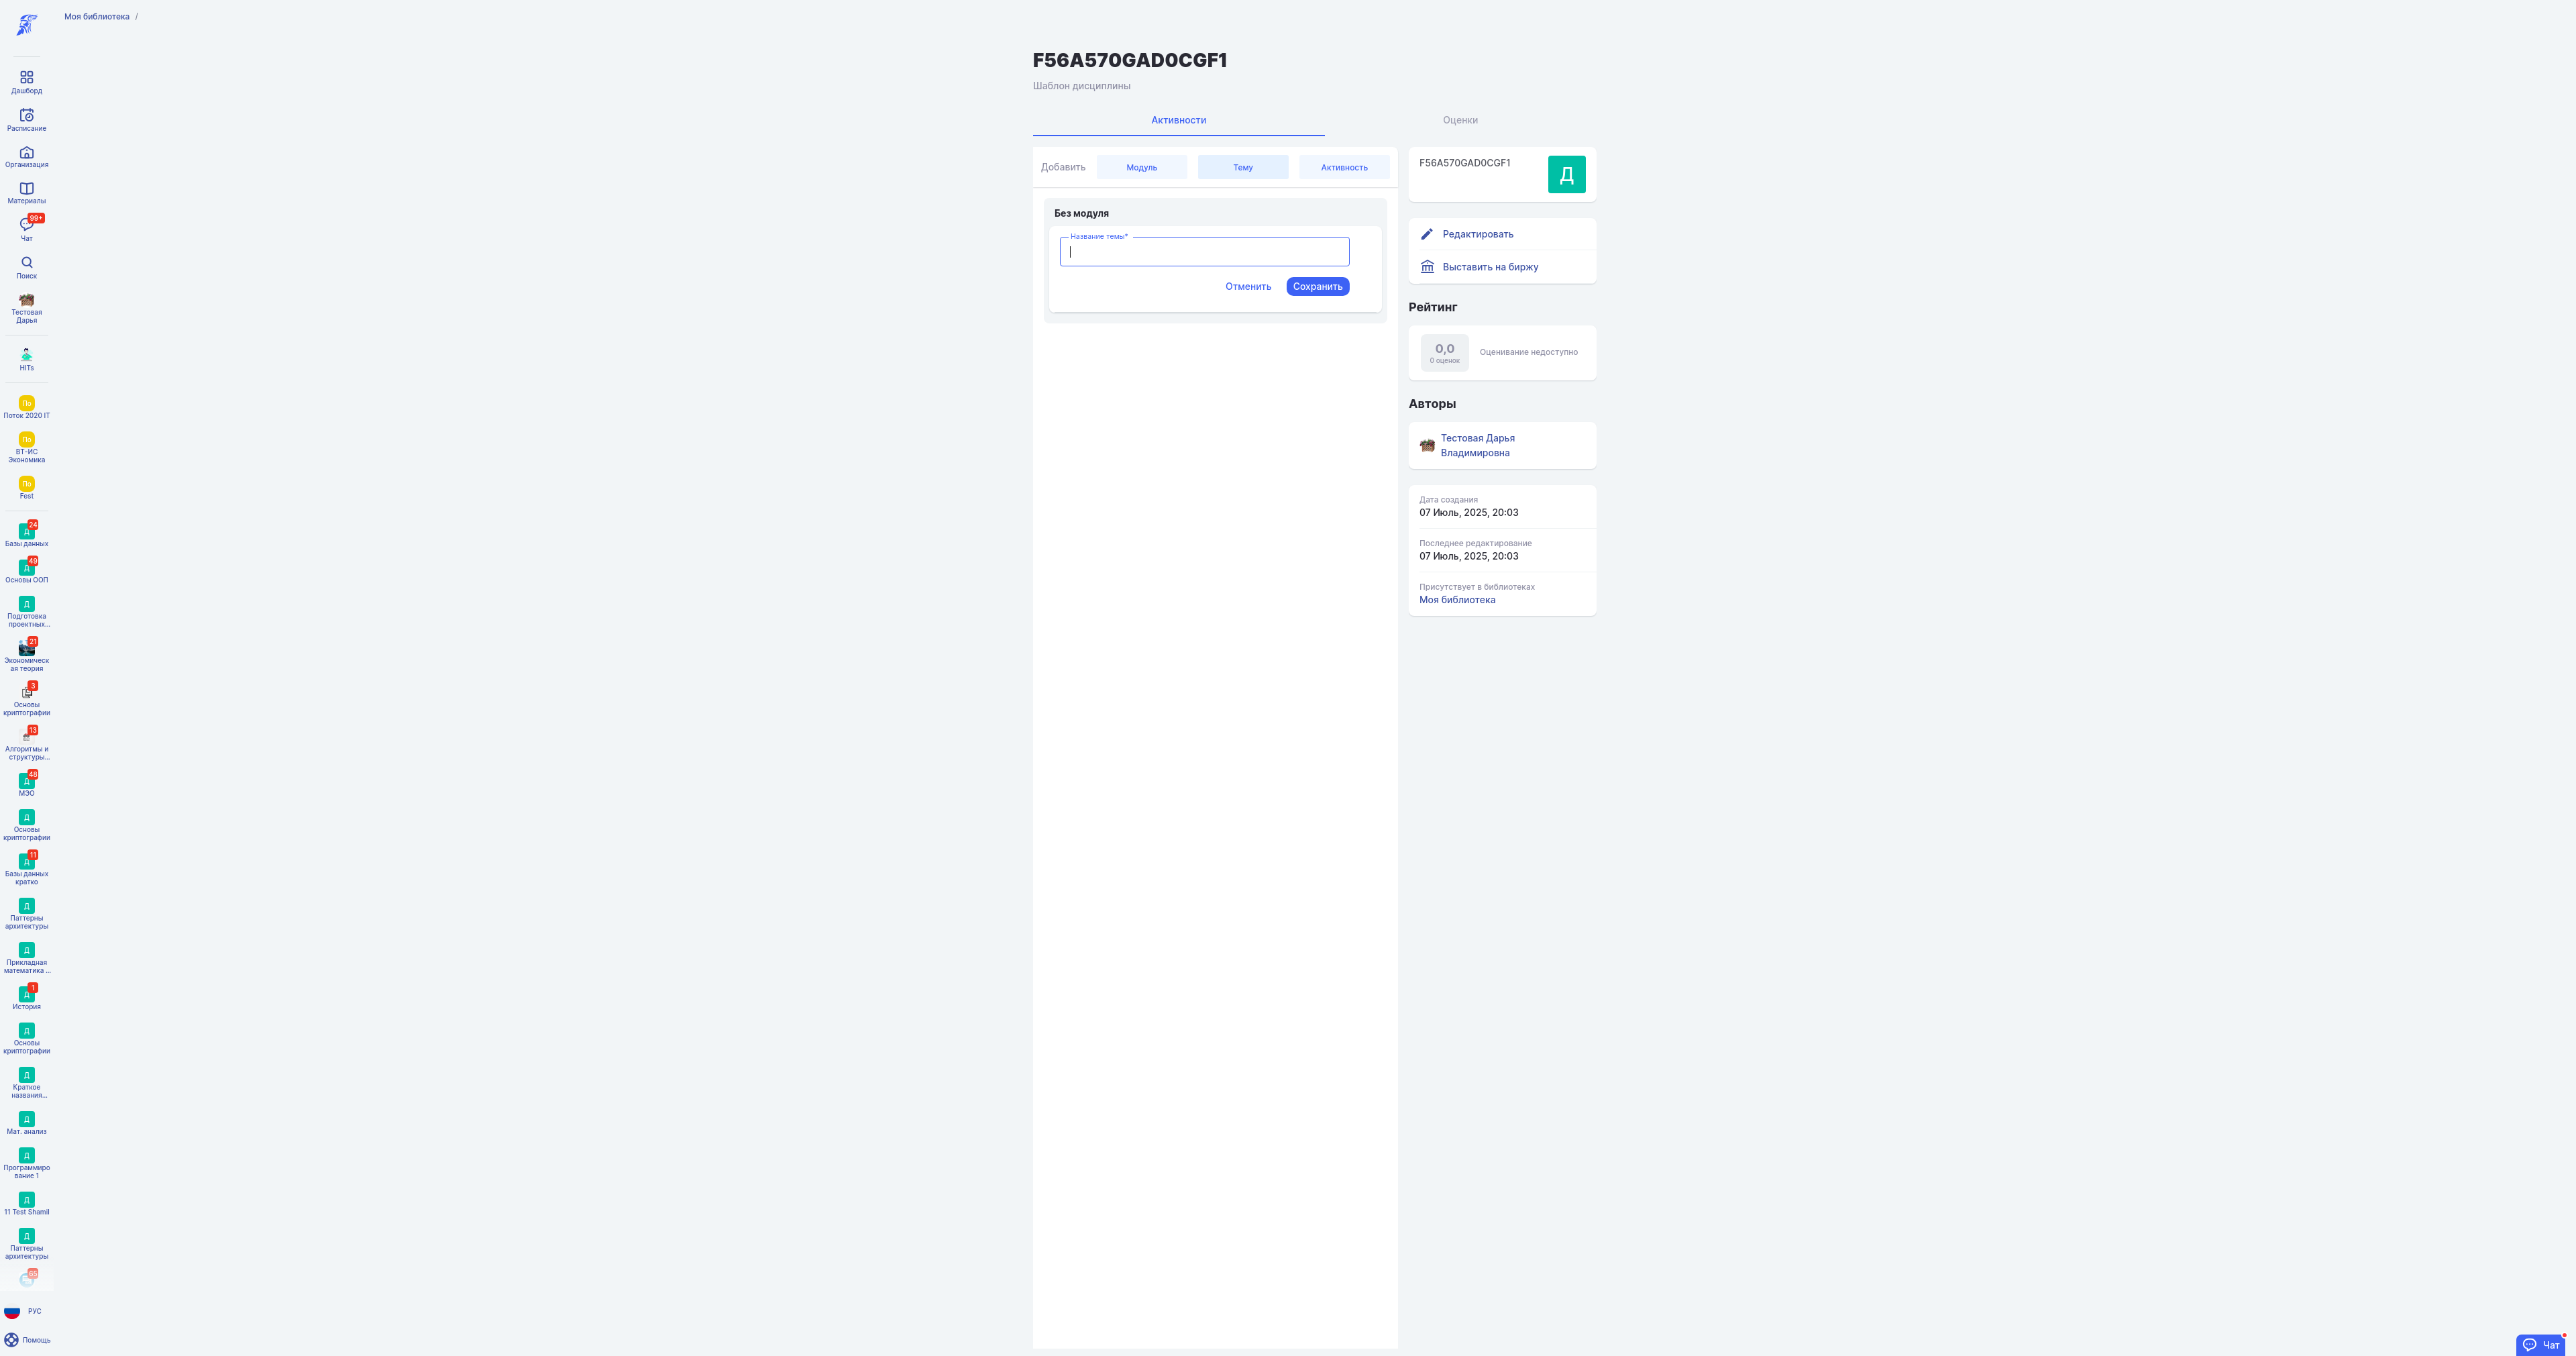 Моя библиотека /
Дашборд
Расписание
Организация
Материалы
99+
Чат
Поиск
Тестовая
Дарья
HITs
По
Поток 2020 IT
По
ВТ-ИС
Экономика
По
Fest
24
Д
Базы данных
49
Д
Основы ООП
Д
Подготовка
проектных...
21
Экономическ
ая теория
3
Основы
криптографии
13
Алгоритмы и
структуры...
48
Д
МЭО
Д
Основы
криптографии
11
Д
Базы данных
кратко
Д
Паттерны
архитектуры
Д
Прикладная
математика ...
1
Д
История
Д
Основы
криптографии
Д
Краткое
названия...
Д
Мат. анализ
Д
Программиро
вание 1
Д
11 Test Shamil
Д
Паттерны
архитектуры
65
РУС
Помощь
F56A570GAD0CGF1
Шаблон дисциплины
Активности
Оценки
Добавить
Модуль
Тему
Активность
Без модуля
Название темы*
Отменить
Сохранить
F56A570GAD0CGF1
Д
Редактировать
Выставить на биржу
Рейтинг
0,0
0 оценок
Оценивание недоступно
Авторы
Тестовая Дарья
Владимировна
Дата создания
07 Июль, 2025, 20:03
Последнее редактирование
07 Июль, 2025, 20:03
Присутствует в библиотеках
Моя библиотека
Чат